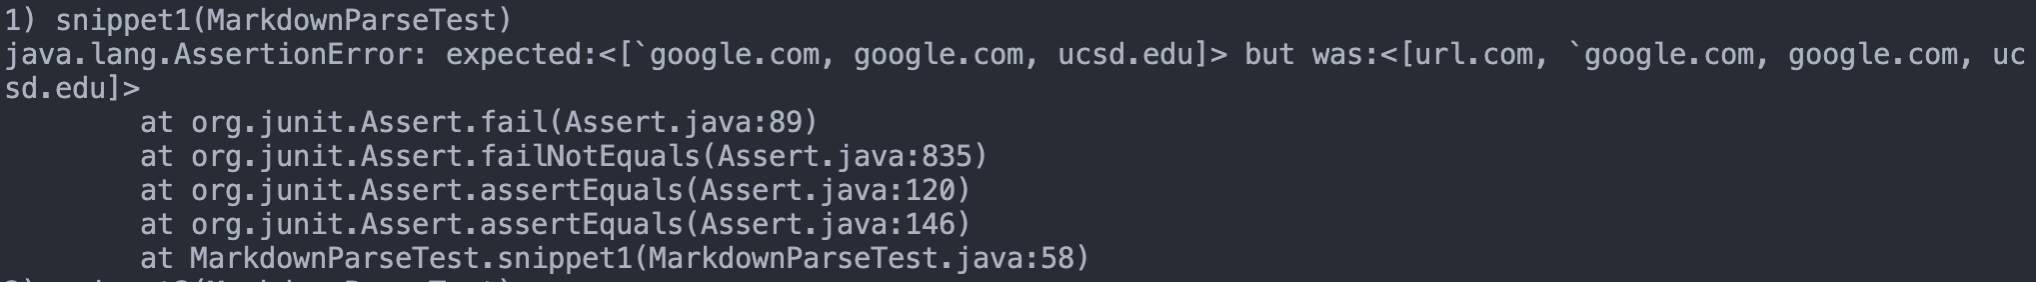 1) snippet1(MarkdownParseTest)
java.lang.AssertionError: expected:<[`google.com, google.com, ucsd.edu]> but was:<[url.com, `google.com, google.com, uc
sd.edu]>
        at org.junit.Assert.fail(Assert.java:89)
        at org.junit.Assert.failNotEquals(Assert.java:835)
        at org.junit.Assert.assertEquals(Assert.java:120)
        at org.junit.Assert.assertEquals(Assert.java:146)
        at MarkdownParseTest.snippet1(MarkdownParseTest.java:58)